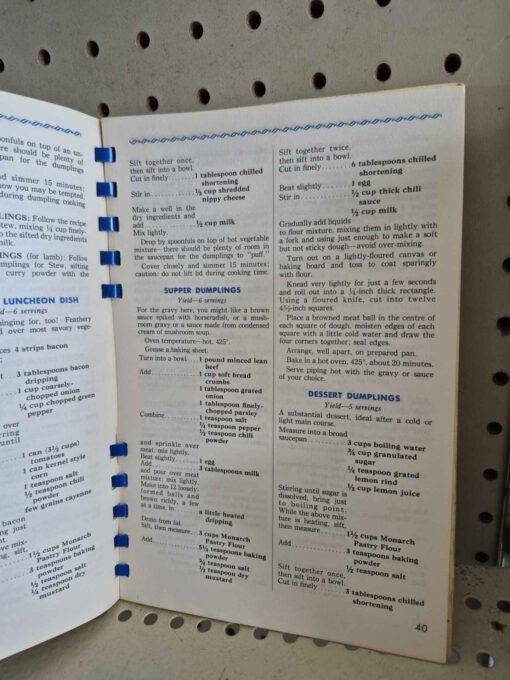 onfuls on top of an un-
ere should be plenty of
epan for the dumplings
d simmer 15 minutes;
now you may be tempted
during dumpling cooking
PLINGS: Follow the recipe
Stew, mixing ¼ cup finely-
to the sifted dry ingredients
milk.
INGS (for lamb): Follow
Dumplings for Stew, sifting
curry powder with the
LUNCHEON DISH
ld—6 servings
nging for, too! Feathery
d over most savory vege-
ces 4 strips bacon
3 tablespoons bacon
dripping
1 cup coarsely-
chopped onion
¼ cup chopped green
pepper
over
rring
until
1 can (3½ cups)
tomatoes
1 can kernel style
corn
1 teaspoon salt
½ teaspoon chili
powder
few grains cayenne
bacon
ing just
ve mix-
g, sift,
1½ cups Monarch
Pastry Flour
3 teaspoons baking
powder
½ teaspoon salt
¼ teaspoon dry
mustard
Sift together once,
then sift into a bowl.
Cut in finely 1 tablespoon chilled
shortening
Stir in ⅓ cup shredded
nippy cheese
Make a well in the
dry ingredients and
add ½ cup milk
Mix lightly.
Drop by spoonfuls on top of hot vegetable
mixture—there should be plenty of room in
the saucepan for the dumplings to "puff."
Cover closely and simmer 15 minutes;
caution: do not lift lid during cooking time.
SUPPER DUMPLINGS
Yield—6 servings
For the gravy here, you might like a brown
sauce spiked with horseradish, or a mush-
room gravy or a sauce made from condensed
cream of mushroom soup.
Oven temperature—hot, 425°.
Grease a baking sheet.
Turn into a bowl 1 pound minced lean
beef
Add 1 cup soft bread
crumbs
1 tablespoon grated
onion
1 tablespoon finely-
chopped parsley
Combine 1 teaspoon salt
¼ teaspoon pepper
½ teaspoon chili
powder
and sprinkle over
meat; mix lightly.
Beat slightly 1 egg
Add 3 tablespoons milk
and pour over meat
mixture; mix lightly.
Make into 12 loosely-
formed balls and
brown richly, a few
at a time, in a little heated
dripping
Drain from fat.
Sift, then measure 3 cups Monarch
Pastry Flour
Add 5½ teaspoons baking
powder
¾ teaspoon salt
½ teaspoon dry
mustard
Sift together twice,
then sift into a bowl.
Cut in finely 6 tablespoons chilled
shortening
Beat slightly 1 egg
Stir in ½ cup thick chili
sauce
½ cup milk
Gradually add liquids
to flour mixture, mixing them in lightly with
a fork and using just enough to make a soft
but not sticky dough—avoid over-mixing.
Turn out on a lightly-floured canvas or
baking board and toss to coat sparingly
with flour.
Knead very lightly for just a few seconds
and roll out into a ¼-inch thick rectangle.
Using a floured knife, cut into twelve
4½-inch squares.
Place a browned meat ball in the centre of
each square of dough, moisten edges of each
square with a little cold water and draw the
four corners together; seal edges.
Arrange, well apart, on prepared pan.
Bake in a hot oven, 425°, about 20 minutes.
Serve piping hot with the gravy or sauce
of your choice.
DESSERT DUMPLINGS
Yield—5 servings
A substantial dessert, ideal after a cold or
light main course.
Measure into a broad
saucepan 3 cups boiling water
¾ cup granulated
sugar
¼ teaspoon grated
lemon rind
⅓ cup lemon juice
Stirring until sugar is
dissolved, bring just
to boiling point.
While the above mix-
ture is heating, sift,
then measure 1½ cups Monarch
Pastry Flour
Add 3 teaspoons baking
powder
½ teaspoon salt
Sift together once,
then sift into a bowl.
Cut in finely 3 tablespoons chilled
shortening
40